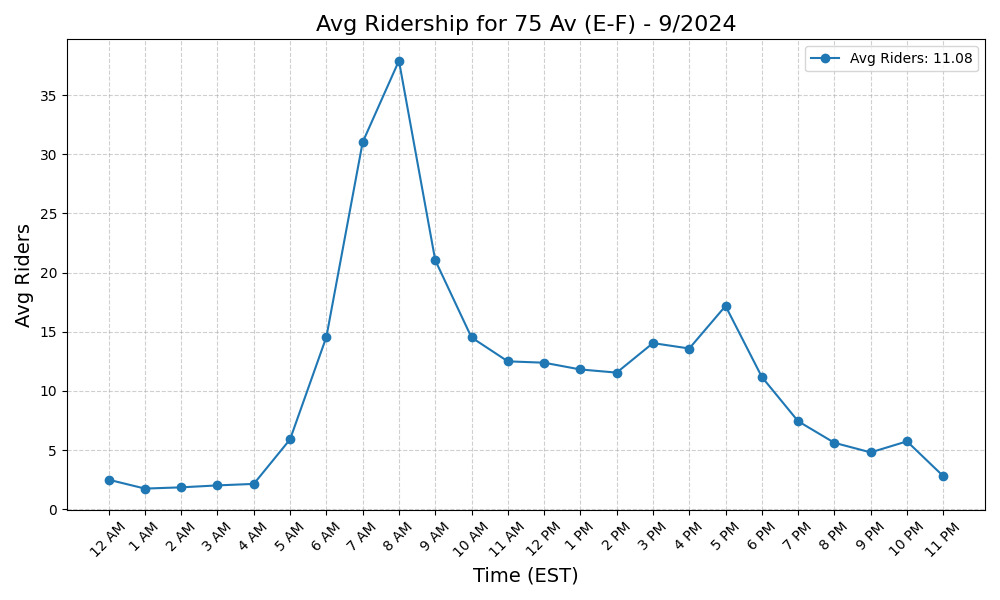 Avg Ridership for 75 Av (E-F) - 9/2024
Avg Riders: 11.08
Avg Riders
35
30
25
20
15
10
5
0
12 AM
1 AM
2 AM
3 AM
4 AM
5 AM
6 AM
7 AM
8 AM
9 AM
10 AM
11 AM
12 PM
1 PM
2 PM
3 PM
4 PM
5 PM
6 PM
7 PM
8 PM
9 PM
10 PM
11 PM
Time (EST)